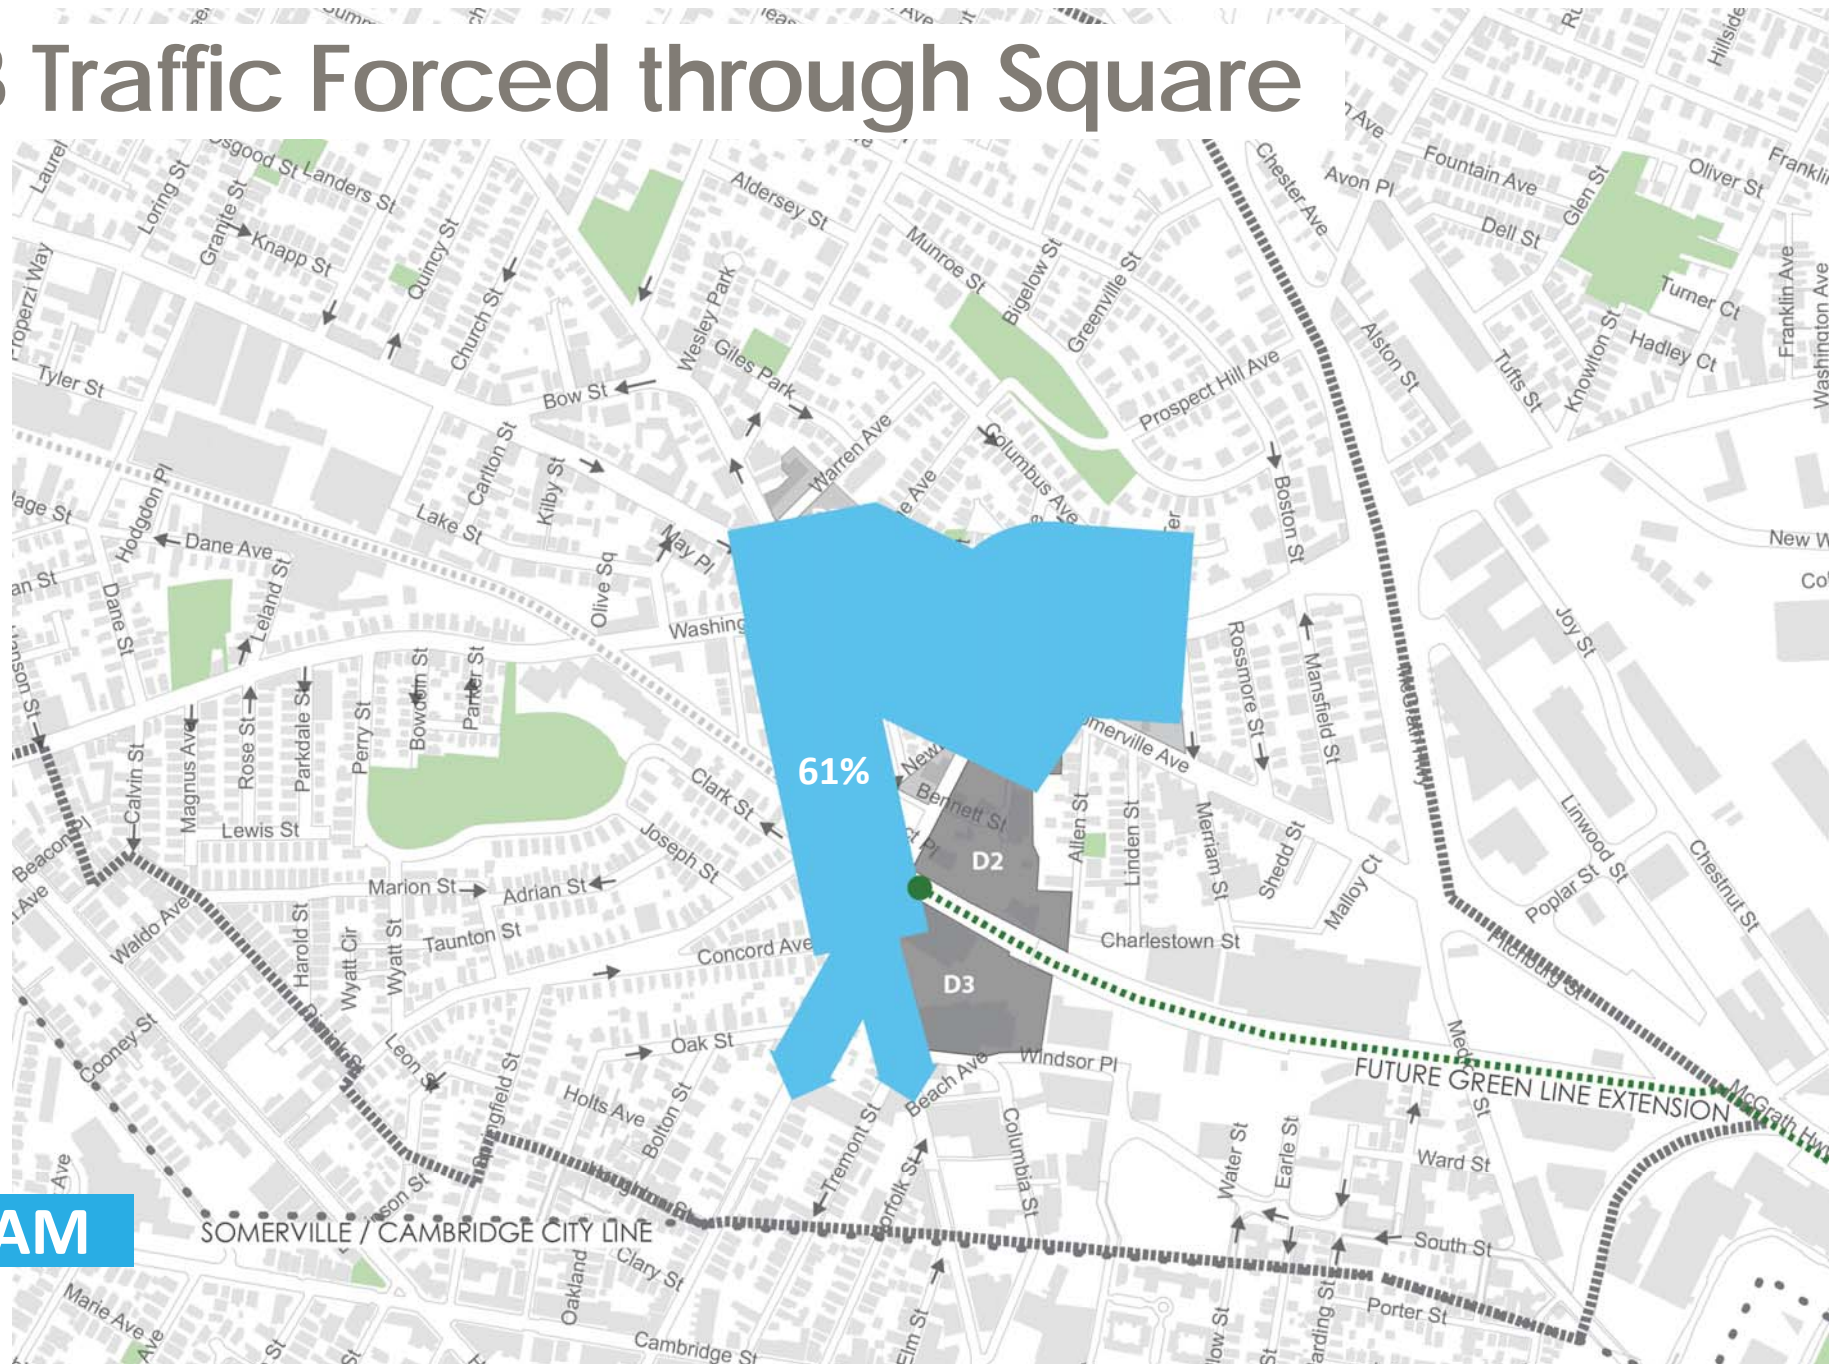 Traffic Forced through Square
Laurel
Loring St
Granite St
Landers St
Knapp St
Quincy St
Church St
Properzi Way
Tyler St
Aldersey St
Munroe St
Bigelow St
Greenville St
Wesley Park
Giles Park
Bow St
Prospect Hill Ave
Warren Ave
Columbus Ave
Boston St
Chester Ave
Avon Pl
Fountain Ave
Dell St
Glen St
Oliver St
Franklin Ave
Washington Ave
Turner Ct
Hadley Ct
Knowlton St
Tufts St
Alston St
Hillside
Carlton St
Kilby St
Lake St
May Pl
Olive Sq
Hodgdon Pl
Dane Ave
Dane St
Leland St
Bowdoin St
Parker St
Perry St
Parkdale St
Rose St
Magnus Ave
Calvin St
Lewis St
Clark St
Joseph St
61%
Bennett St
D2
Allen St
Linden St
Merriam St
Shedd St
Malloy Ct
Rossmore St
Mansfield St
Joy St
Linwood St
Poplar St
Chestnut St
Fitchburg St
Marion St
Adrian St
Taunton St
Concord Ave
Charlestown St
Waldo Ave
Harold St
Wyatt Cir
Wyatt St
D3
Cooney St
Leon St
Oak St
Windsor Pl
Beach Ave
Holts Ave
Bolton St
Tremont St
Columbia St
FUTURE GREEN LINE EXTENSION
McGrath Hwy
Water St
Earle St
Ward St
South St
Porter St
Houghton St
AM
SOMERVILLE / CAMBRIDGE CITY LINE
Clary St
Oakland
Marie Ave
Cambridge St
Elm St